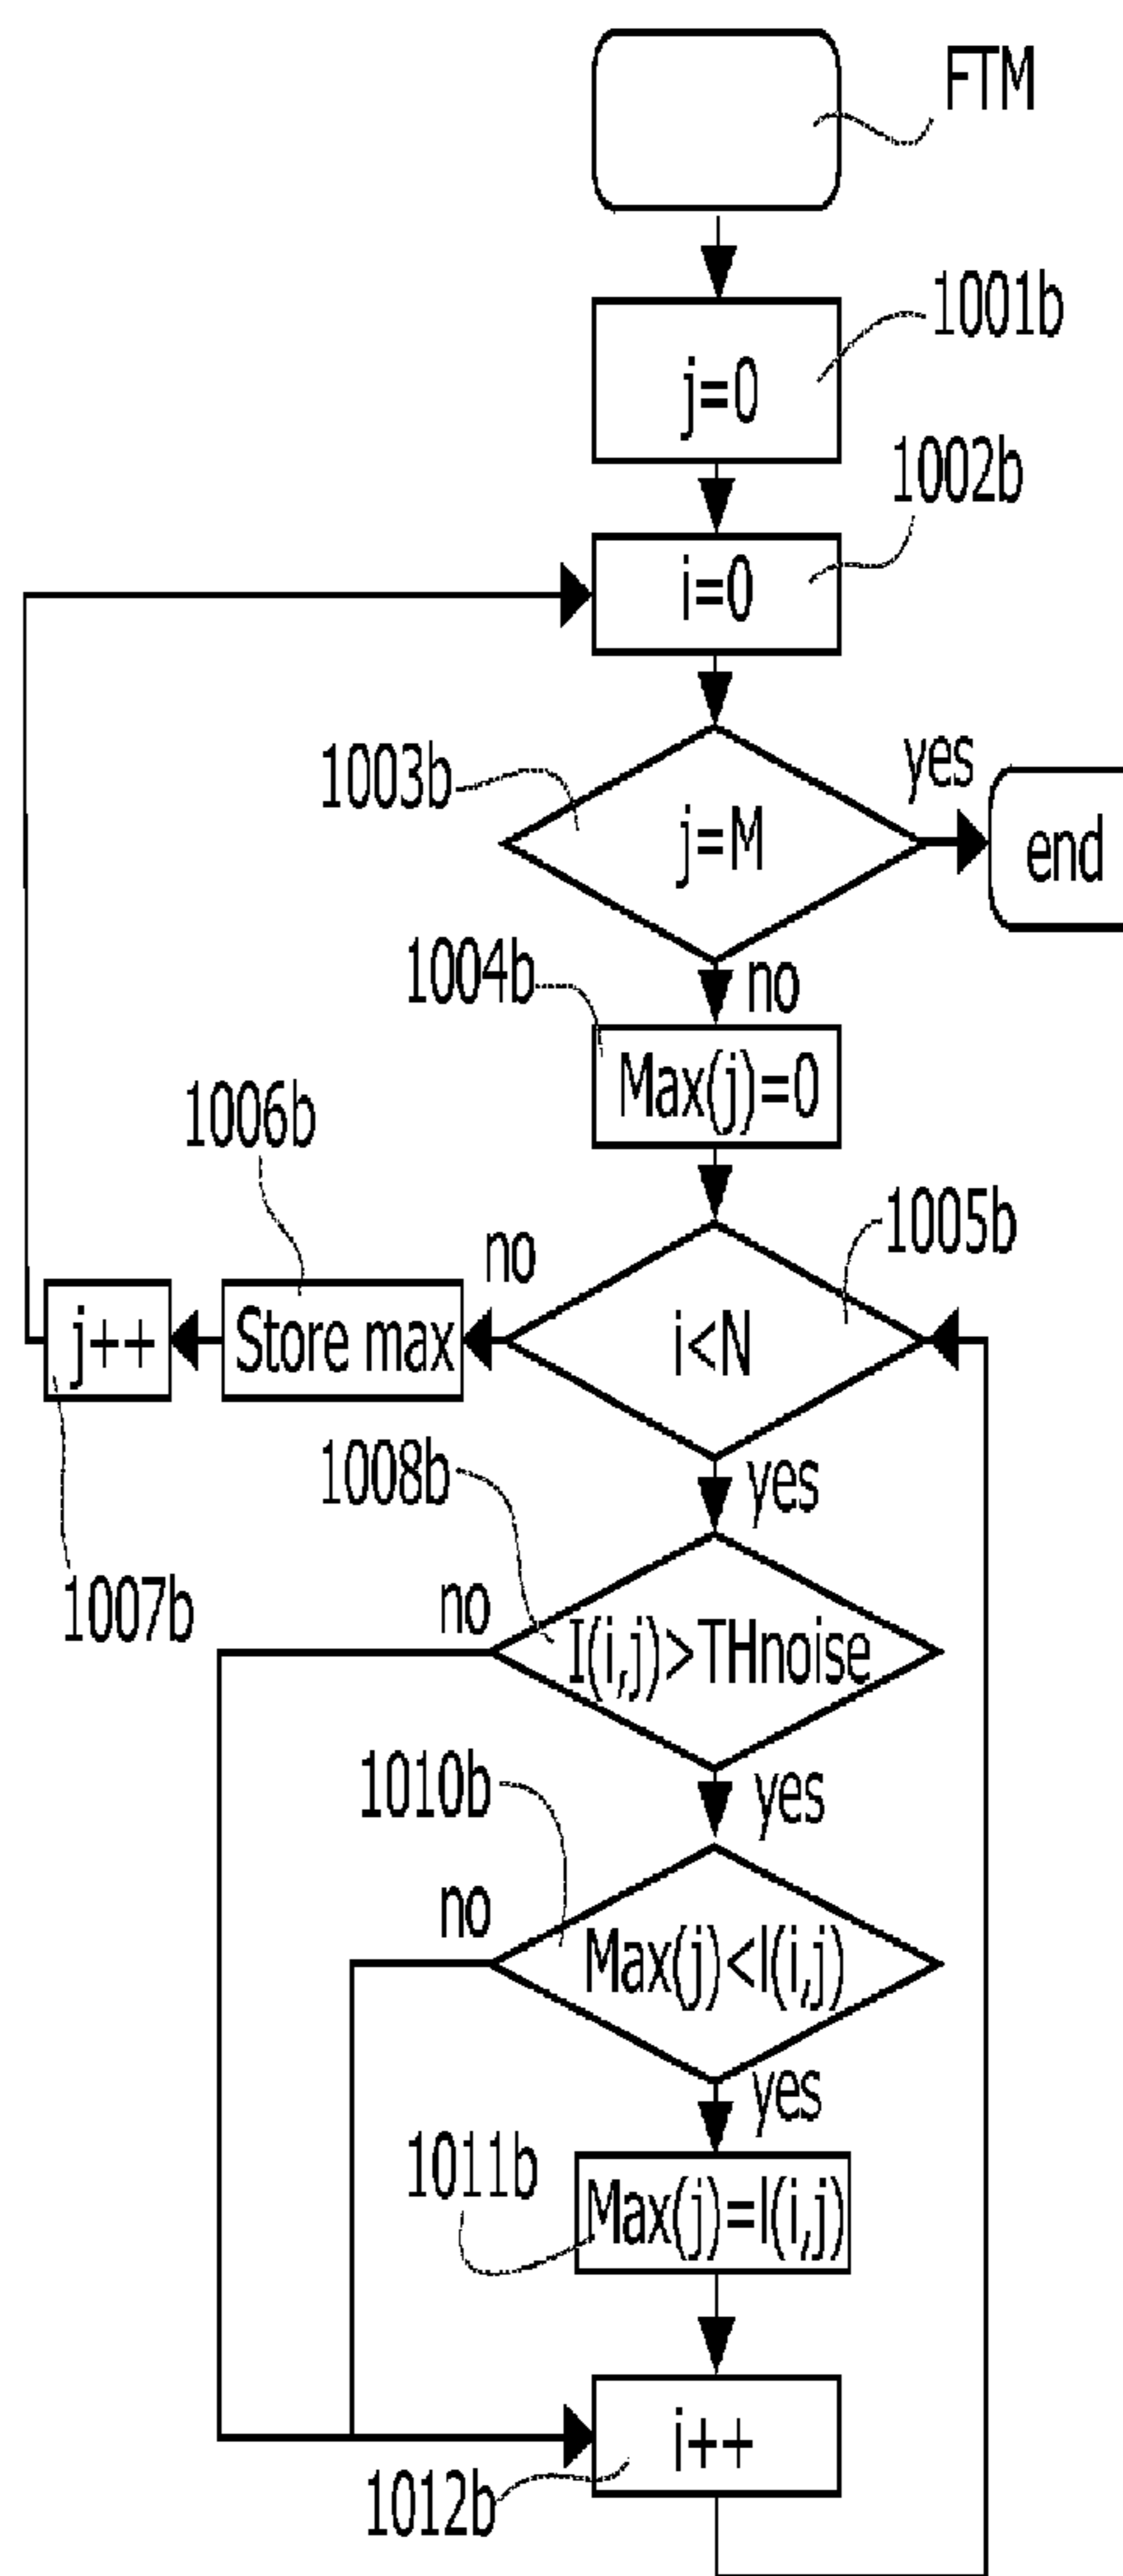 FTM
1001b
j=0
1002b
i=0
1003b
yes
j=M
end
1004b
no
Max(j)=0
1006b
1005b
no
j++
Store max
i<N
1008b
yes
1007b
no
I(i,j)>THnoise
1010b
yes
no
Max(j)<I(i,j)
yes
1011b
Max(j)=I(i,j)
i++
1012b